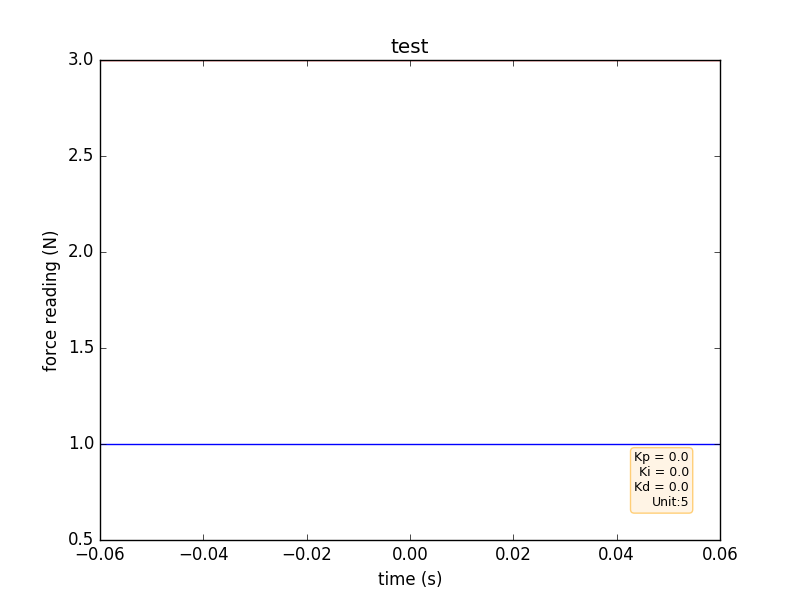 test
3.0
2.5
2.0
1.5
1.0
0.5
force reading (N)
Kp = 0.0
Ki = 0.0
Kd = 0.0
Unit:5
−0.06 −0.04 −0.02 0.00 0.02 0.04 0.06
time (s)